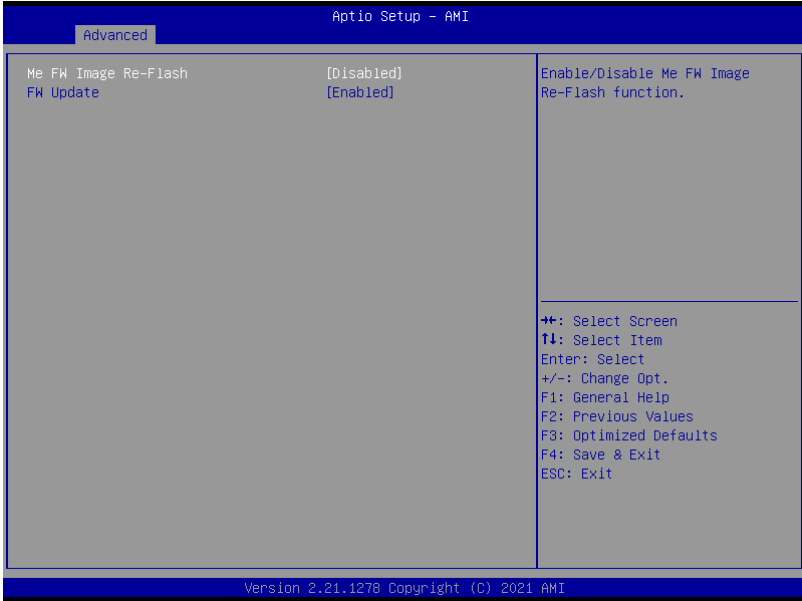 Aptio Setup – AMI
Advanced
Me FW Image Re-Flash [Disabled]
FW Update [Enabled]
Enable/Disable Me FW Image
Re-Flash function.
→←: Select Screen
↑↓: Select Item
Enter: Select
+/-: Change Opt.
F1: General Help
F2: Previous Values
F3: Optimized Defaults
F4: Save & Exit
ESC: Exit
Version 2.21.1278 Copyright (C) 2021 AMI